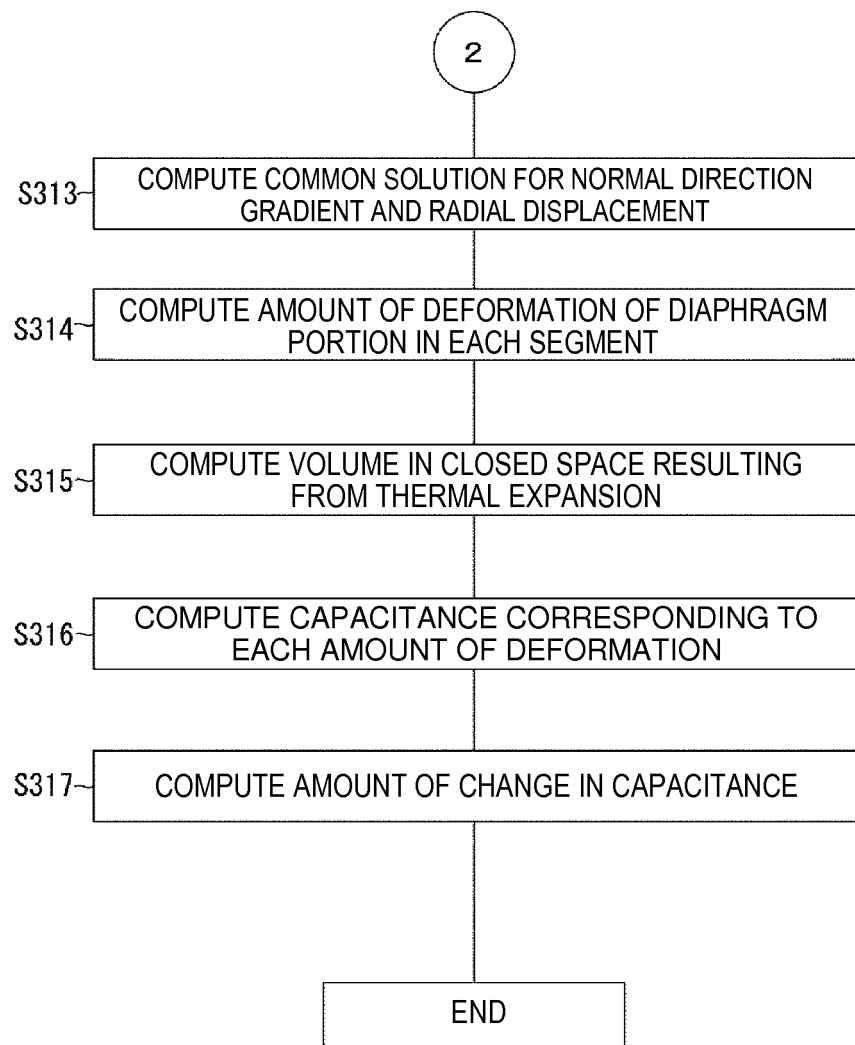 2
S313
COMPUTE COMMON SOLUTION FOR NORMAL DIRECTION
GRADIENT AND RADIAL DISPLACEMENT
S314
COMPUTE AMOUNT OF DEFORMATION OF DIAPHRAGM
PORTION IN EACH SEGMENT
S315
COMPUTE VOLUME IN CLOSED SPACE RESULTING
FROM THERMAL EXPANSION
S316
COMPUTE CAPACITANCE CORRESPONDING TO
EACH AMOUNT OF DEFORMATION
S317
COMPUTE AMOUNT OF CHANGE IN CAPACITANCE
END